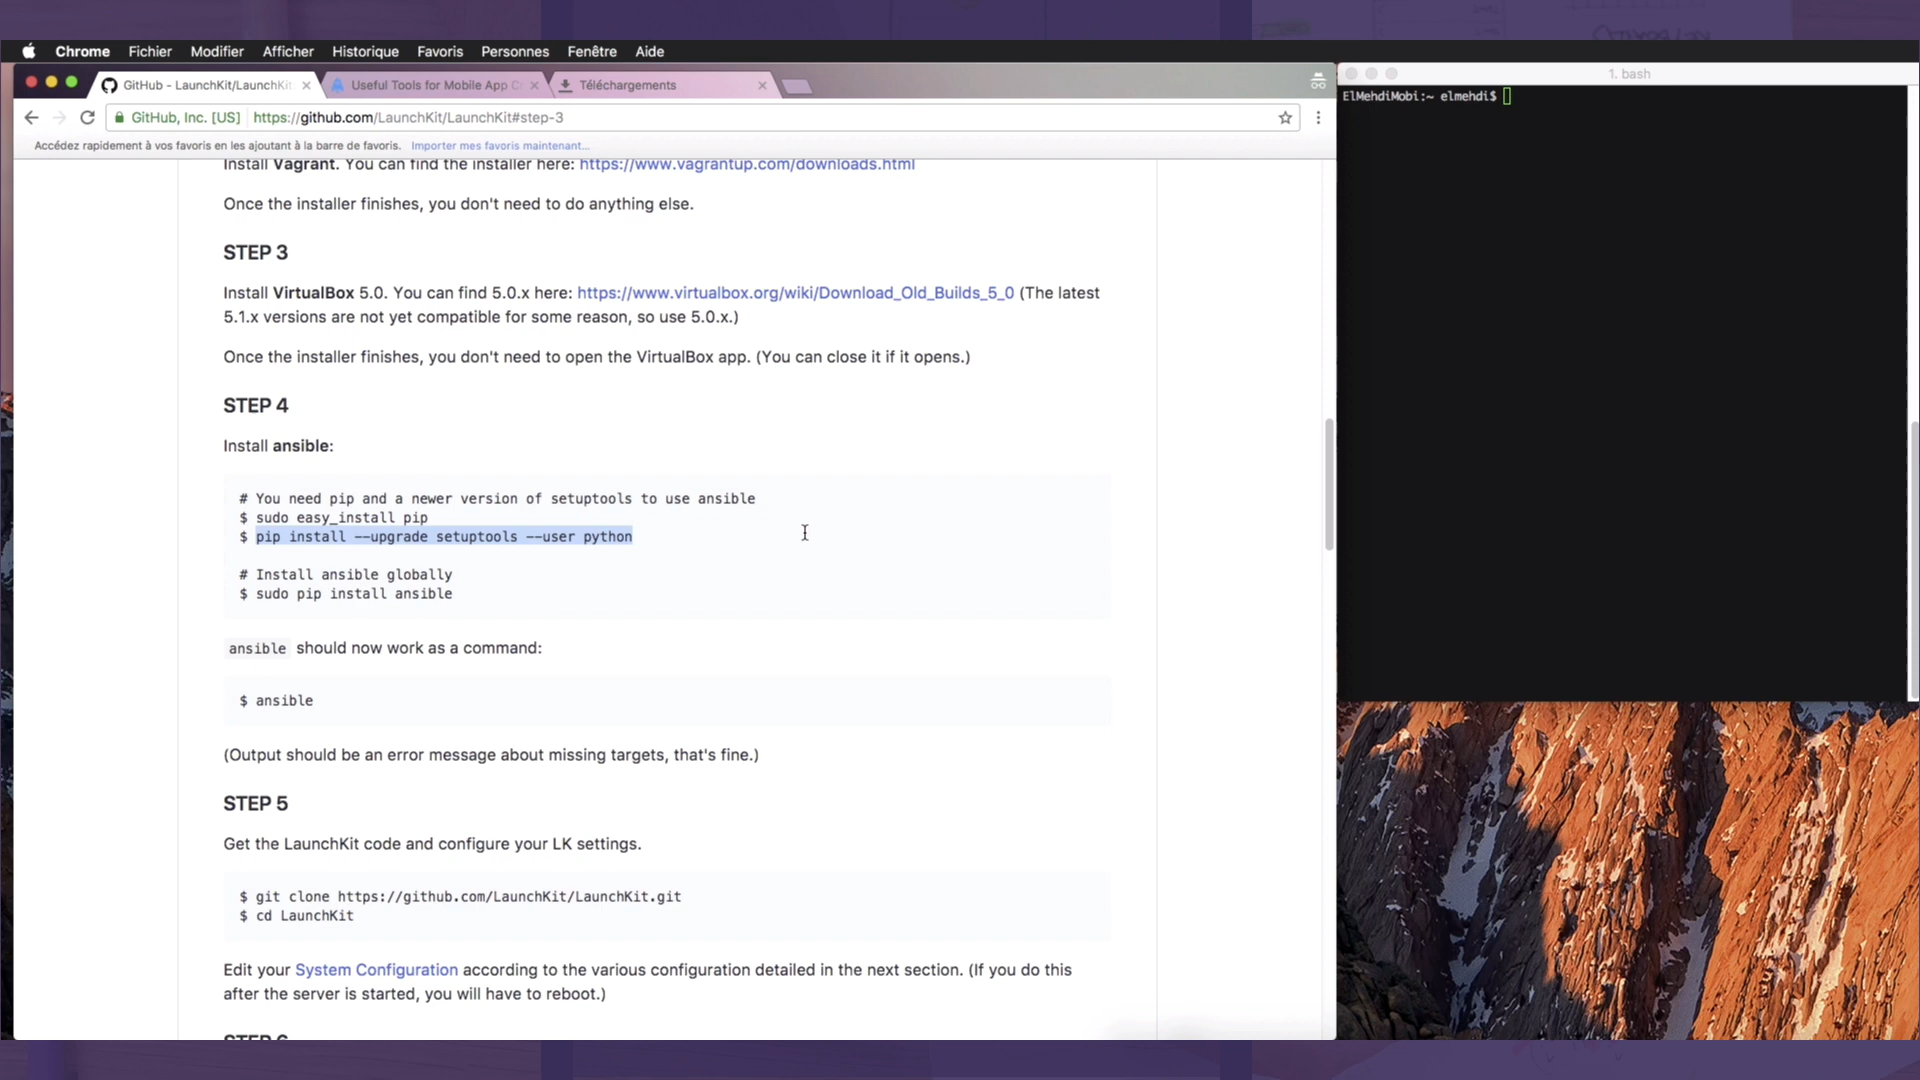 Chrome Fichier Modifier Afficher Historique Favoris Personnes Fenêtre Aide
GitHub - LaunchKit/LaunchKit: Useful Tools for Mobile App Cr Téléchargements
1. bash
GitHub, Inc. [US] https://github.com/LaunchKit/LaunchKit#step-3
ElMehdiMobi:~ elmehdi$
Accédez rapidement à vos favoris en les ajoutant à la barre de favoris. Importer mes favoris maintenant...
Install Vagrant. You can find the installer here: https://www.vagrantup.com/downloads.html
Once the installer finishes, you don't need to do anything else.
STEP 3
Install VirtualBox 5.0. You can find 5.0.x here: https://www.virtualbox.org/wiki/Download_Old_Builds_5_0 (The latest
5.1.x versions are not yet compatible for some reason, so use 5.0.x.)
Once the installer finishes, you don't need to open the VirtualBox app. (You can close it if it opens.)
STEP 4
Install ansible:
# You need pip and a newer version of setuptools to use ansible
$ sudo easy_install pip
$ pip install --upgrade setuptools --user python
# Install ansible globally
$ sudo pip install ansible
ansible should now work as a command:
$ ansible
(Output should be an error message about missing targets, that's fine.)
STEP 5
Get the LaunchKit code and configure your LK settings.
$ git clone https://github.com/LaunchKit/LaunchKit.git
$ cd LaunchKit
Edit your System Configuration according to the various configuration detailed in the next section. (If you do this
after the server is started, you will have to reboot.)
STEP 6